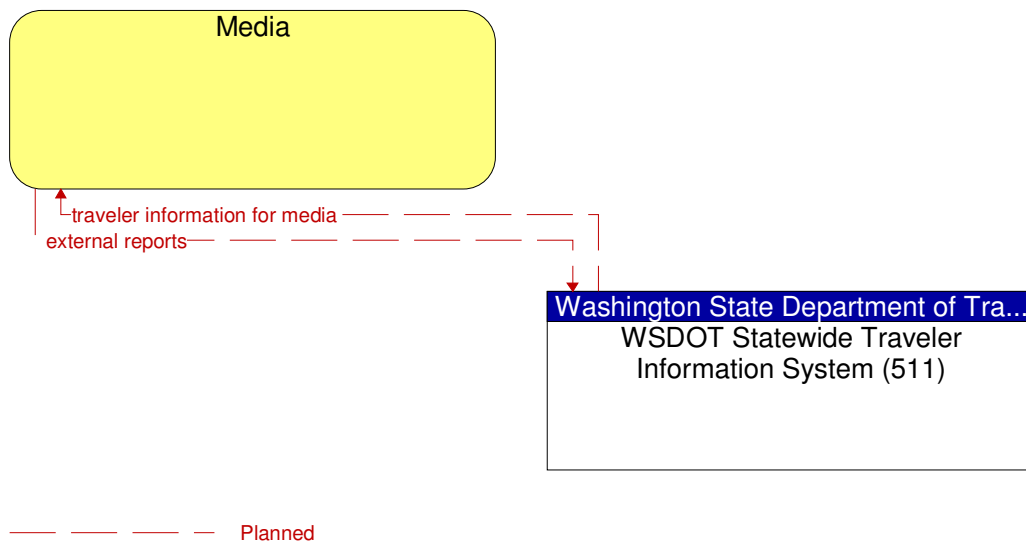 Media
traveler information for media
external reports
Washington State Department of Tra...
WSDOT Statewide Traveler
Information System (511)
Planned